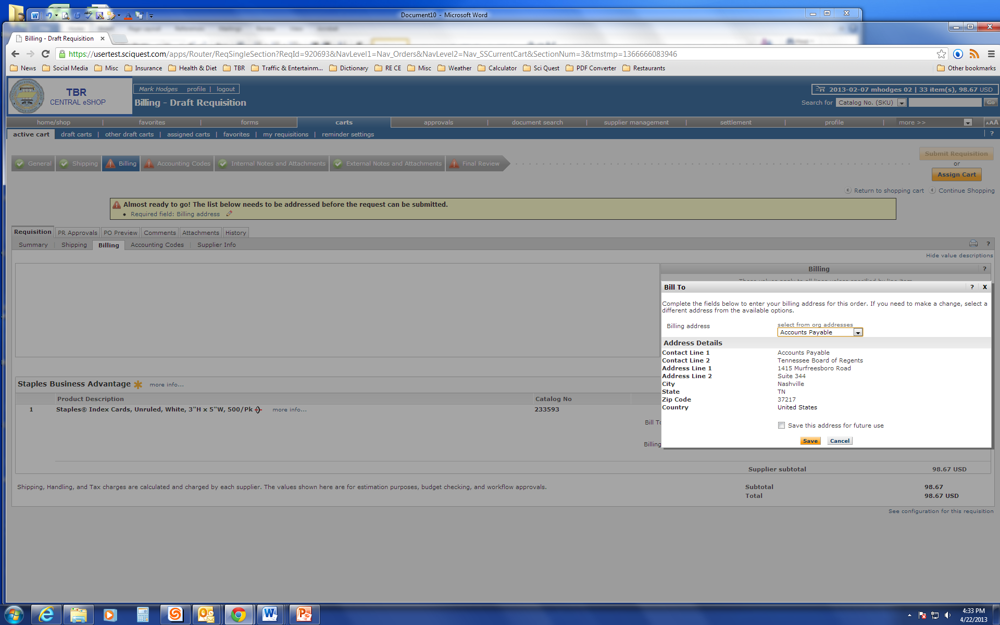 Document10 - Microsoft Word
Billing - Draft Requisition
https://usertest.sciquest.com/apps/Router/ReqSingleSection?ReqId=920693&NavLevel1=Nav_Orders&NavLevel2=Nav_SSCurrentCart&SectionNum=3&tmstmp=1366666083946
News Social Media Misc Insurance Health & Diet TBR Traffic & Entertainm... Dictionary RE CE Misc Weather Calculator Sci Quest PDF Converter Restaurants Other bookmarks
TBR
CENTRAL eSHOP
Mark Hodges profile | logout
Billing - Draft Requisition
2013-02-07 mhodges 02 | 33 item(s), 98.67 USD
Search for Catalog No. (SKU) Go
home/shop | favorites | forms carts approvals | document search | supplier management | settlement | profile | more >> AAA
active cart draft carts | other draft carts | assigned carts | favorites | my requisitions | reminder settings | ?
General Shipping Billing Accounting Codes Internal Notes and Attachments External Notes and Attachments Final Review
Submit Requisition
or
Assign Cart
Return to shopping cart Continue Shopping
Almost ready to go! The list below needs to be addressed before the request can be submitted.
• Required field: Billing address
Requisition PR Approvals PO Preview Comments Attachments History
Summary Shipping Billing Accounting Codes Supplier Info ?
Hide value descriptions
Billing ?
Bill To ? X
Complete the fields below to enter your billing address for this order. If you need to make a change, select a
different address from the available options.
Billing address select from org addresses
Accounts Payable
Address Details
Contact Line 1 Accounts Payable
Contact Line 2 Tennessee Board of Regents
Address Line 1 1415 Murfreesboro Road
Address Line 2 Suite 344
City Nashville
State TN
Zip Code 37217
Country United States
Save this address for future use
Save Cancel
Staples Business Advantage more info...
Product Description Catalog No
1 Staples® Index Cards, Unruled, White, 3"H x 5"W, 500/Pk more info... 233593
Bill To
Billing
Supplier subtotal 98.67 USD
Shipping, Handling, and Tax charges are calculated and charged by each supplier. The values shown here are for estimation purposes, budget checking, and workflow approvals.
Subtotal 98.67
Total 98.67 USD
See configuration for this requisition
4:33 PM
4/22/2013